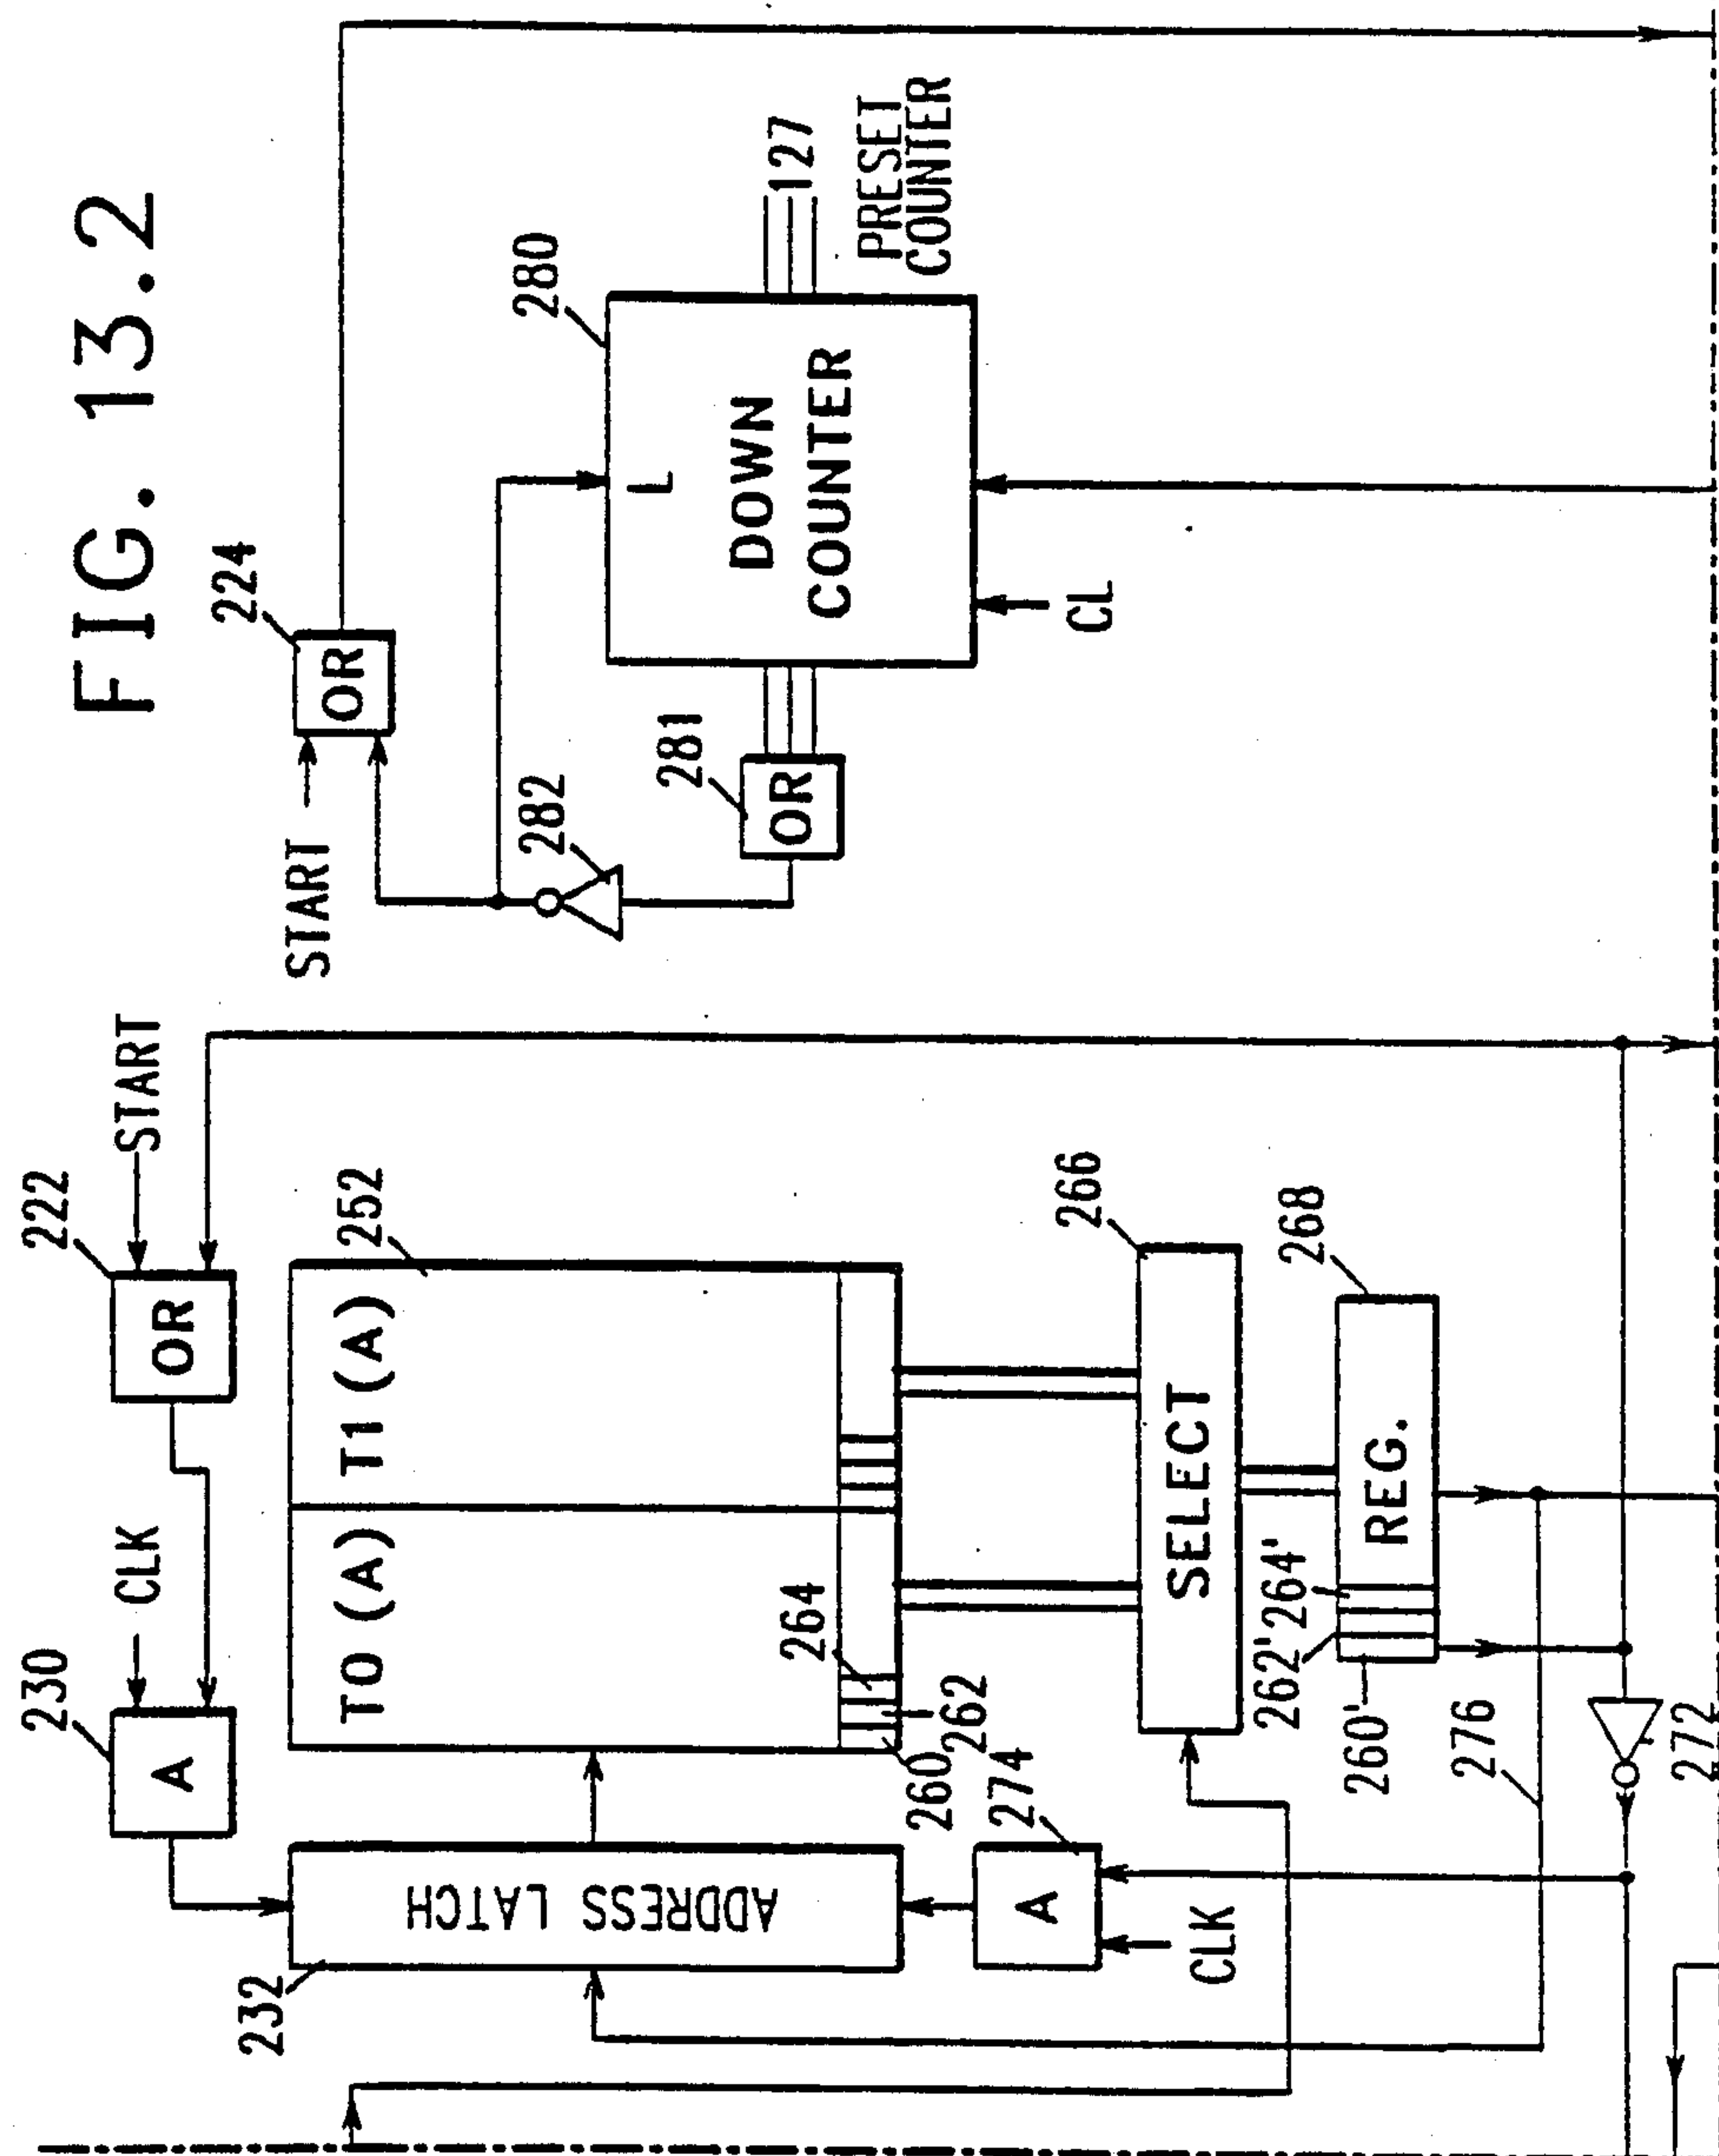 FIG. 13.2
222
START
OR
230
CLK
A
252
T0(A)
T1(A)
232
ADDRESS LATCH
264
262
260
274
A
CLK
266
SELECT
268
REG.
264'
262'
260'
276
272
224
START
OR
282
281
OR
280
L
DOWN
COUNTER
CL
127
PRESET
COUNTER